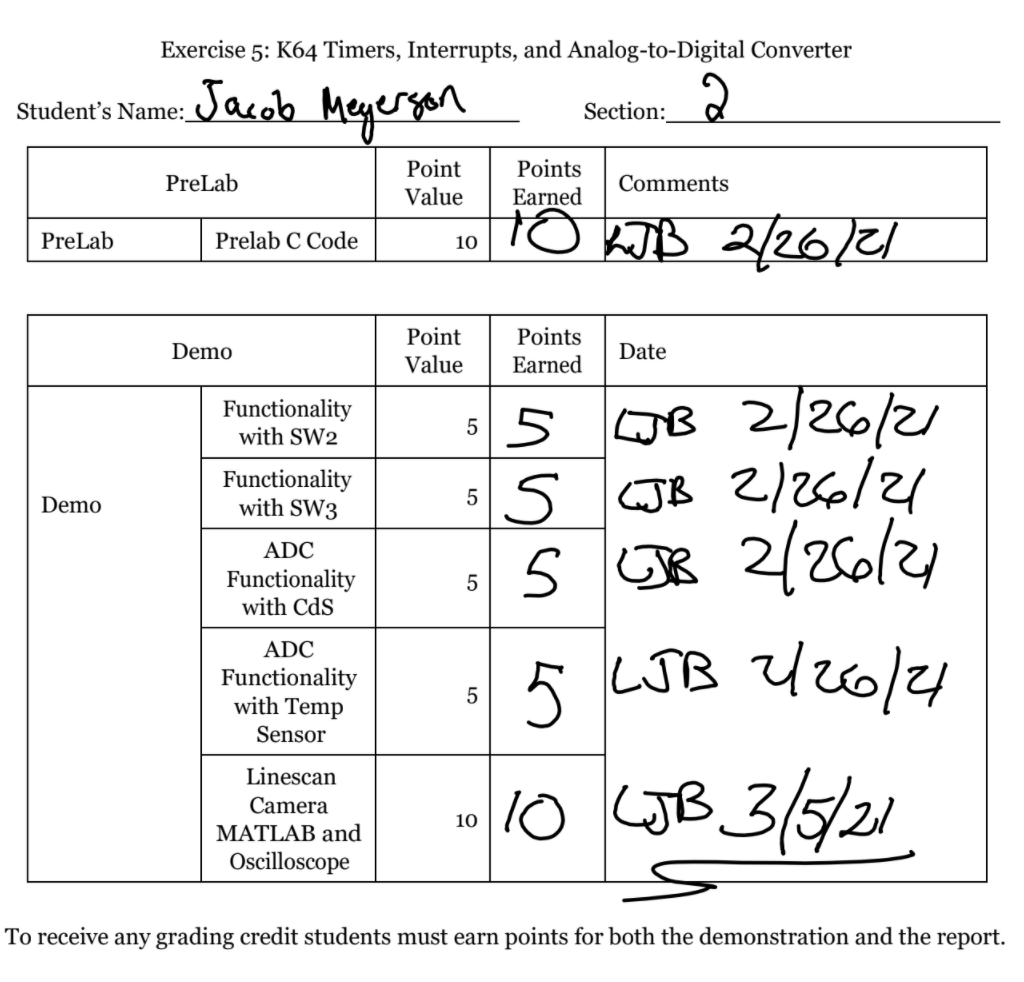 Exercise 5: K64 Timers, Interrupts, and Analog-to-Digital Converter
Student's Name: Jacob Meyerson Section: 2
PreLab Point Value Points Earned Comments
PreLab Prelab C Code 10 10 LJB 2/26/21
Demo Point Value Points Earned Date
Demo
Functionality with SW2 5 5 LJB 2/26/21
Functionality with SW3 5 5 LJB 2/26/21
ADC Functionality with CdS 5 5 LJB 2/26/21
ADC Functionality with Temp Sensor 5 5 LJB 2/26/21
Linescan Camera MATLAB and Oscilloscope 10 10 LJB 3/5/21
To receive any grading credit students must earn points for both the demonstration and the report.